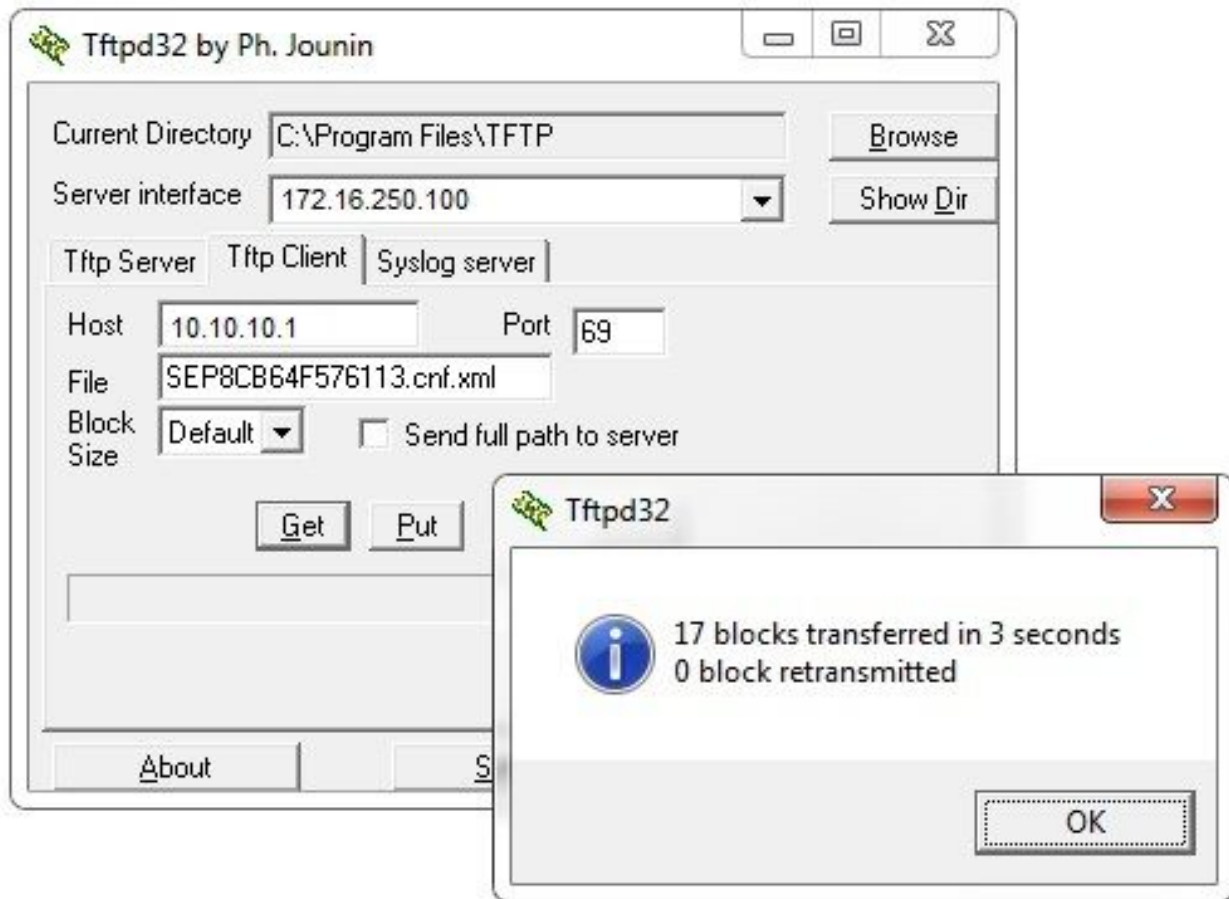 Tftpd32 by Ph. Jounin
Current Directory C:\Program Files\TFTP Browse
Server interface 172.16.250.100 Show Dir
Tftp Server Tftp Client Syslog server
Host 10.10.10.1 Port 69
File SEP8CB64F576113.cnf.xml
Block Size Default Send full path to server
Get Put
About
Tftpd32
17 blocks transferred in 3 seconds
0 block retransmitted
OK